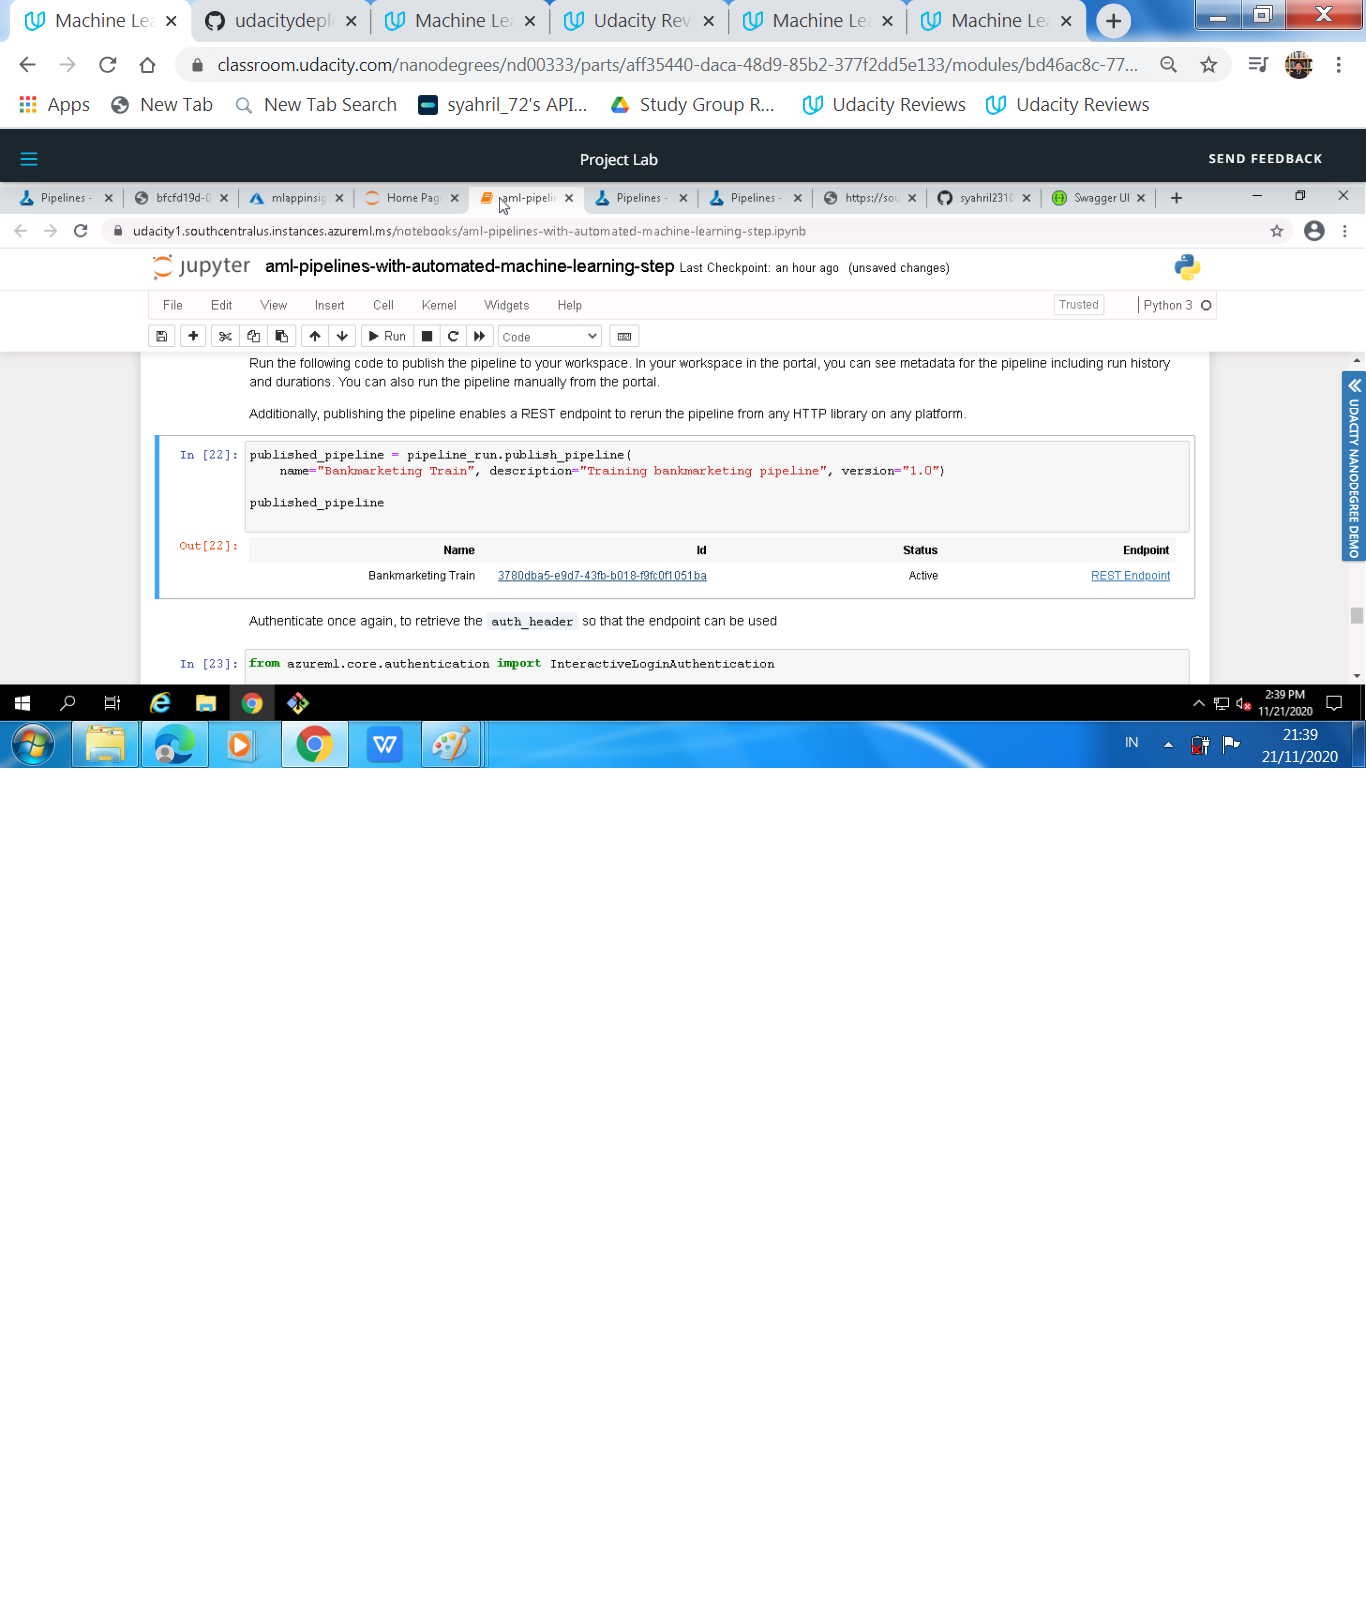 Machine Lea
udacitydeplo
Machine Lea
Udacity Rev
Machine Lea
Machine Lea
classroom.udacity.com/nanodegrees/nd00333/parts/aff35440-daca-48d9-85b2-377f2dd5e133/modules/bd46ac8c-77...
Apps New Tab New Tab Search syahril_72's API... Study Group R... Udacity Reviews Udacity Reviews
Project Lab
SEND FEEDBACK
Pipelines - bfcfd19d-0 mlappinsig Home Pag aml-pipelin Pipelines - Pipelines - https://sou syahril2310 Swagger UI
udacity1.southcentralus.instances.azureml.ms/notebooks/aml-pipelines-with-automated-machine-learning-step.ipynb
jupyter aml-pipelines-with-automated-machine-learning-step Last Checkpoint: an hour ago (unsaved changes)
File Edit View Insert Cell Kernel Widgets Help Trusted Python 3
Run Code
Run the following code to publish the pipeline to your workspace. In your workspace in the portal, you can see metadata for the pipeline including run history
and durations. You can also run the pipeline manually from the portal.
Additionally, publishing the pipeline enables a REST endpoint to rerun the pipeline from any HTTP library on any platform.
In [22]: published_pipeline = pipeline_run.publish_pipeline(
name="Bankmarketing Train", description="Training bankmarketing pipeline", version="1.0")
published_pipeline
Out[22]: Name Id Status Endpoint
Bankmarketing Train 3780dba5-e9d7-43fb-b018-f9fc0f1051ba Active REST Endpoint
Authenticate once again, to retrieve the auth_header so that the endpoint can be used
In [23]: from azureml.core.authentication import InteractiveLoginAuthentication
UDACITY NANODEGREE DEMO
2:39 PM
11/21/2020
IN
21:39
21/11/2020